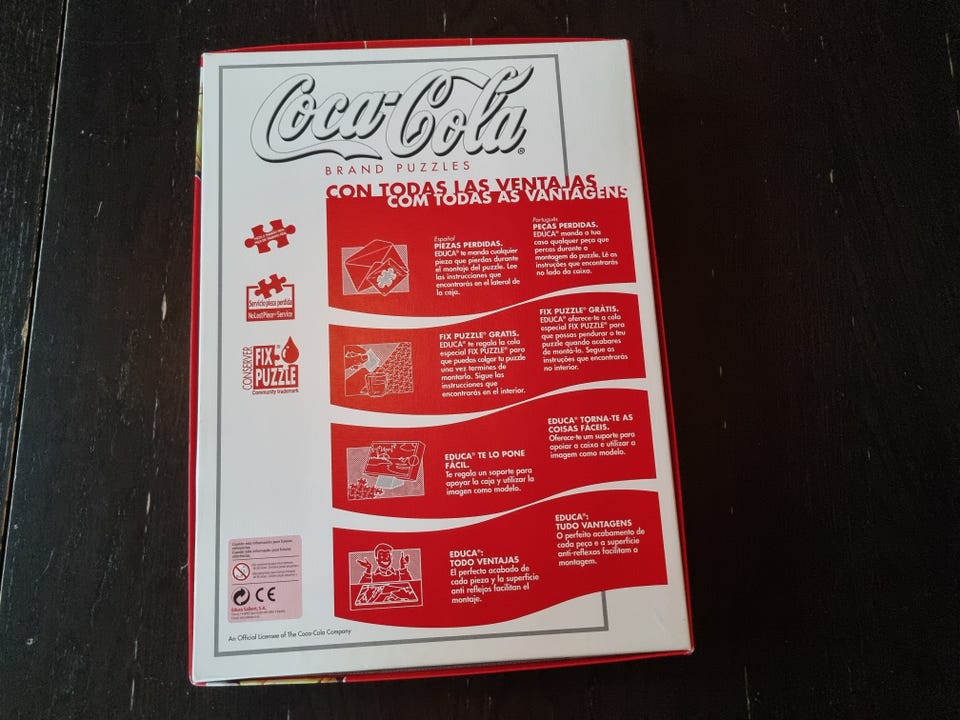 Coca-Cola®
BRAND PUZZLES
CON TODAS LAS VENTAJAS
COM TODAS AS VANTAGENS
Español
PIEZAS PERDIDAS.
EDUCA® te manda cualquier
pieza que pierdas durante
el montaje del puzzle. Lee
las instrucciones que
encontrarás en el lateral de
la caja.
Português
PEÇAS PERDIDAS.
EDUCA® manda a tua
casa qualquer peça que
percas durante a
montagem do puzzle. Lê as
instruções que encontrarás
no lado da caixa.
Servicio pieza perdida
No Lost Piece Service
CONSERVER
FIX
PUZZLE
Community trademark
FIX PUZZLE® GRATIS.
EDUCA® te regala la cola
especial FIX PUZZLE® para
que puedas colgar tu puzzle
una vez termines de
montarlo. Sigue las
instrucciones que
encontrarás en el interior.
FIX PUZZLE® GRÀTIS.
EDUCA® oferece-te a cola
especial FIX PUZZLE® para
que possas pendurar o teu
puzzle quando acabares
de montá-lo. Segue as
instruções que encontrarás
no interior.
EDUCA® TE LO PONE
FÁCIL.
Te regala un soporte para
apoyar la caja y utilizar la
imagen como modelo.
EDUCA® TORNA-TE AS
COISAS FÁCEIS.
Oferece-te um suporte para
apoiar a caixa e utilizar a
imagem como modelo.
EDUCA®:
TODO VENTAJAS
El perfecto acabado de
cada pieza y la superficie
anti reflejos facilitan el
montaje.
EDUCA®:
TUDO VANTAGENS
O perfeito acabamento de
cada peça e a superfície
anti-reflexos facilitam a
montagem.
CE
Educa Sallent, S.A.
An Official Licensee of The Coca-Cola Company